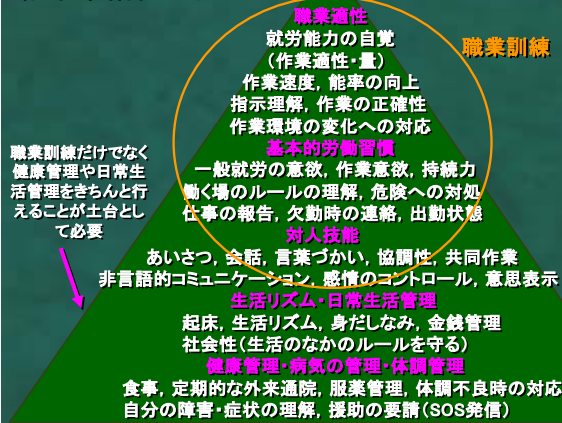 職業適性
就労能力の自覚
（作業適性・量）
作業速度，能率の向上
指示理解，作業の正確性
作業環境の変化への対応
基本的労働習慣
一般就労の意欲，作業意欲，持続力
働く場のルールの理解，危険への対処
仕事の報告，欠勤時の連絡，出勤状態
対人技能
あいさつ，会話，言葉づかい，協調性，共同作業
非言語的コミュニケーション，感情のコントロール，意思表示
生活リズム・日常生活管理
起床，生活リズム，身だしなみ，金銭管理
社会性（生活のなかのルールを守る）
健康管理・病気の管理・体調管理
食事，定期的な外来通院，服薬管理，体調不良時の対応
自分の障害・症状の理解，援助の要請（SOS発信）
職業訓練
職業訓練だけでなく
健康管理や日常生
活管理をきちんと行
えることが土台とし
て必要